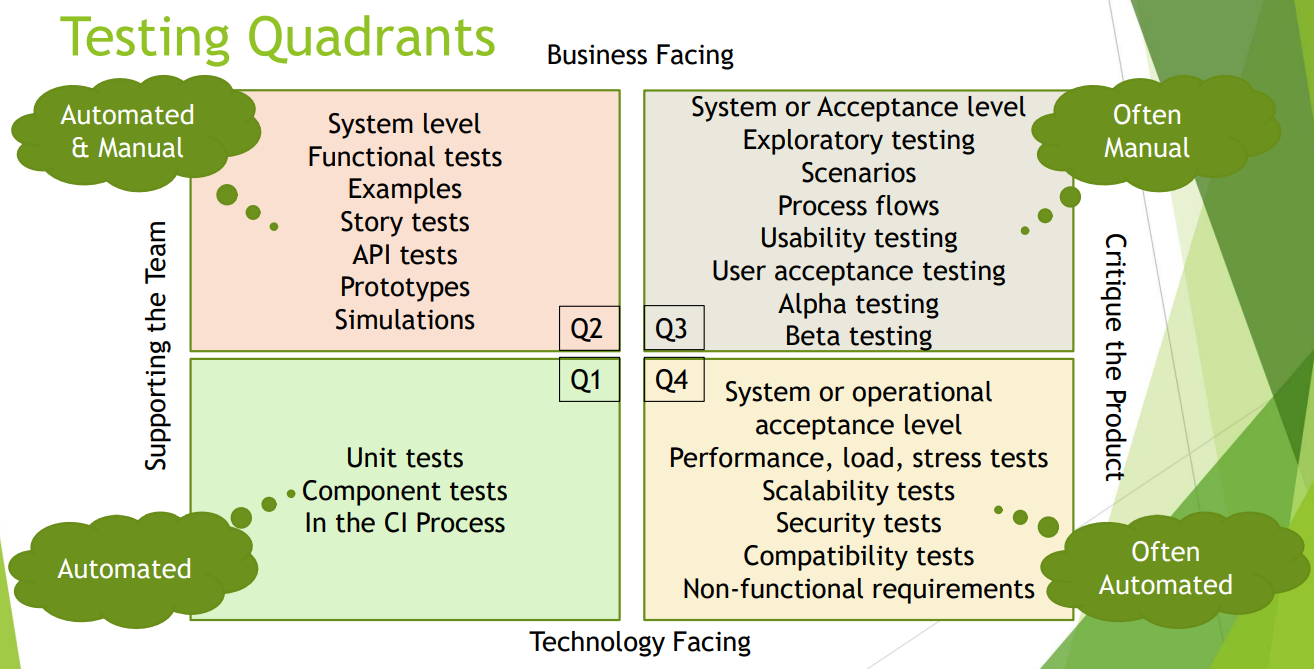 Testing Quadrants
Business Facing
Automated
& Manual
System level
Functional tests
Examples
Story tests
API tests
Prototypes
Simulations
Q2
System or Acceptance level
Exploratory testing
Scenarios
Process flows
Usability testing
User acceptance testing
Alpha testing
Beta testing
Q3
Often
Manual
Supporting the Team
Critique the Product
Q1
Unit tests
Component tests
In the CI Process
Automated
Q4
System or operational
acceptance level
Performance, load, stress tests
Scalability tests
Security tests
Compatibility tests
Non-functional requirements
Often
Automated
Technology Facing